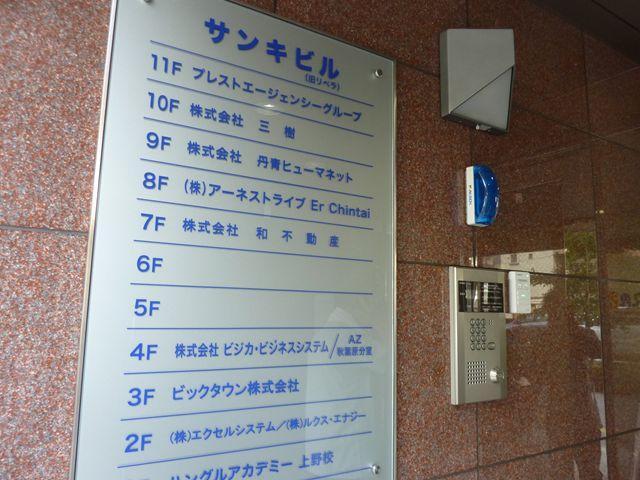 サンキビル
(旧リベラ)
11F プレストエージェンシーグループ
10F 株式会社 三樹
9F 株式会社 丹青ヒューマネット
8F (株)アーネストライブ Er Chintai
7F 株式会社 和不動産
6F
5F
4F 株式会社 ビジカ・ビジネスシステム/AZ秋葉原分室
3F ビックタウン株式会社
2F (株)エクセルシステム/(株)ルクス・エナジー
ハングルアカデミー 上野校